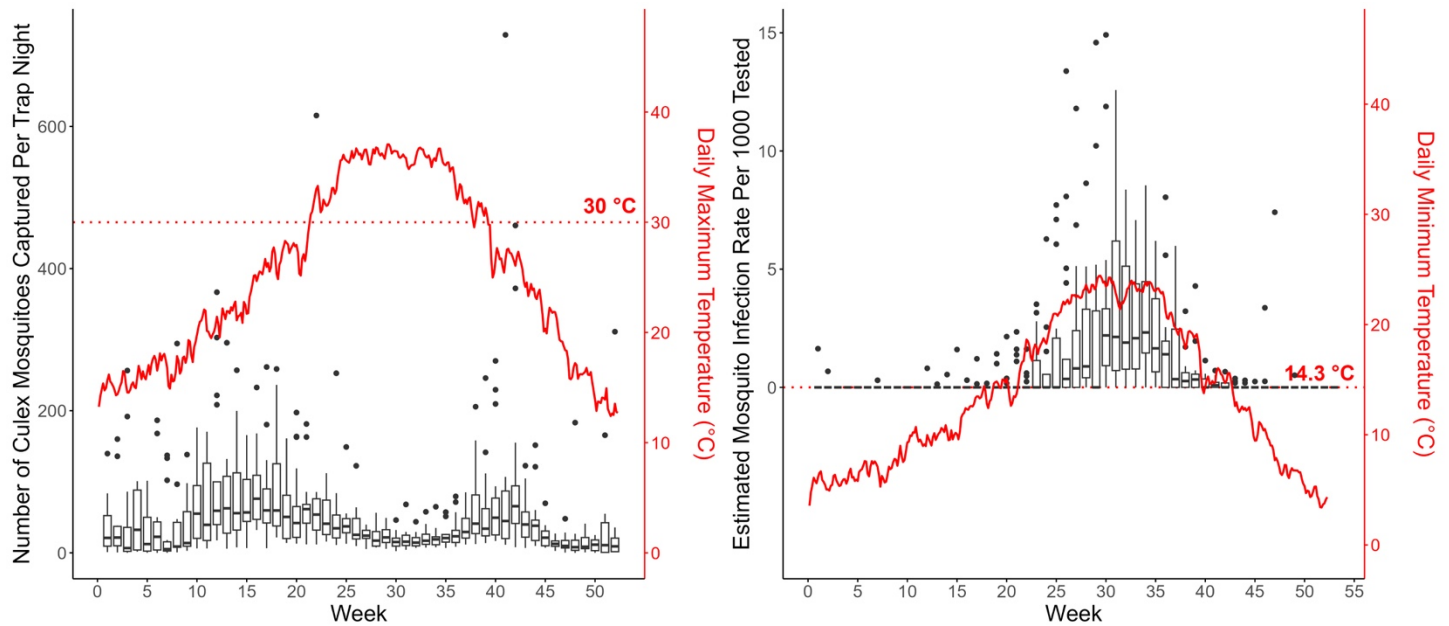 Number of Culex Mosquitoes Captured Per Trap Night
600
400
200
0
0 5 10 15 20 25 30 35 40 45 50
Week
30 °C
40
30
20
10
0
Daily Maximum Temperature (°C)
Estimated Mosquito Infection Rate Per 1000 Tested
15
10
5
0
0 5 10 15 20 25 30 35 40 45 50 55
Week
14.3 °C
40
30
20
10
0
Daily Minimum Temperature (°C)